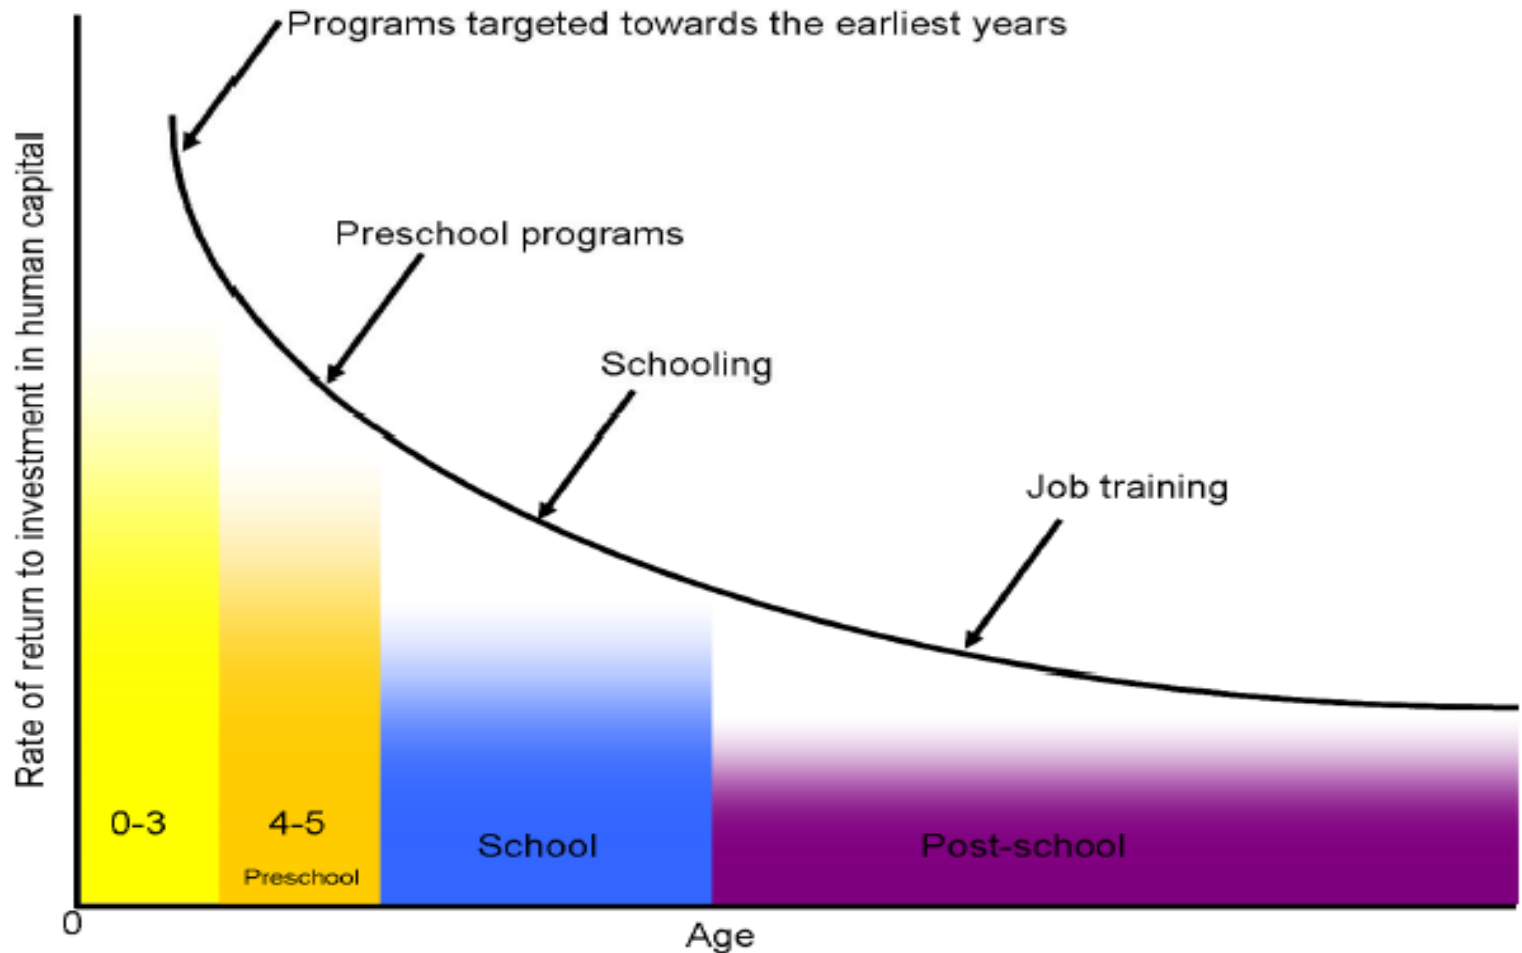 Programs targeted towards the earliest years
Preschool programs
Schooling
Job training
Rate of return to investment in human capital
0-3
4-5
Preschool
School
Post-school
0
Age